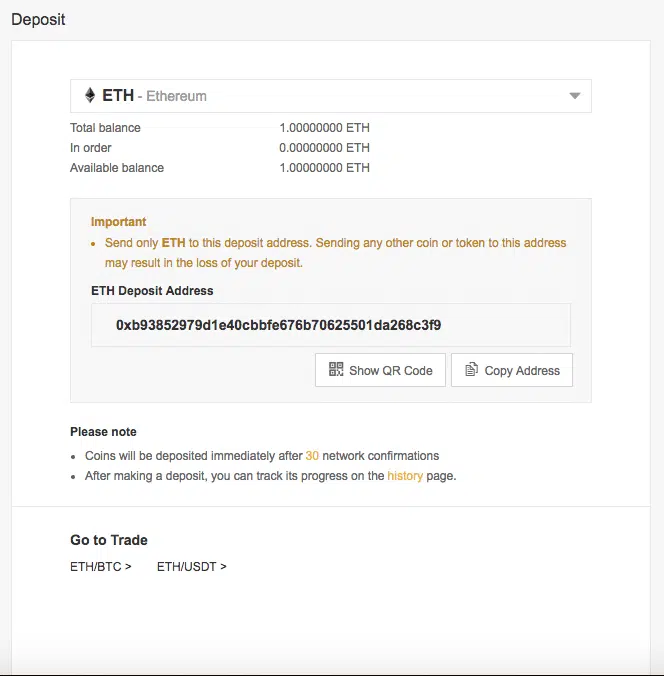 Deposit
ETH - Ethereum
Total balance 1.00000000 ETH
In order 0.00000000 ETH
Available balance 1.00000000 ETH
Important
• Send only ETH to this deposit address. Sending any other coin or token to this address
may result in the loss of your deposit.
ETH Deposit Address
0xb93852979d1e40cbbfe676b70625501da268c3f9
Show QR Code Copy Address
Please note
• Coins will be deposited immediately after 30 network confirmations
• After making a deposit, you can track its progress on the history page.
Go to Trade
ETH/BTC > ETH/USDT >